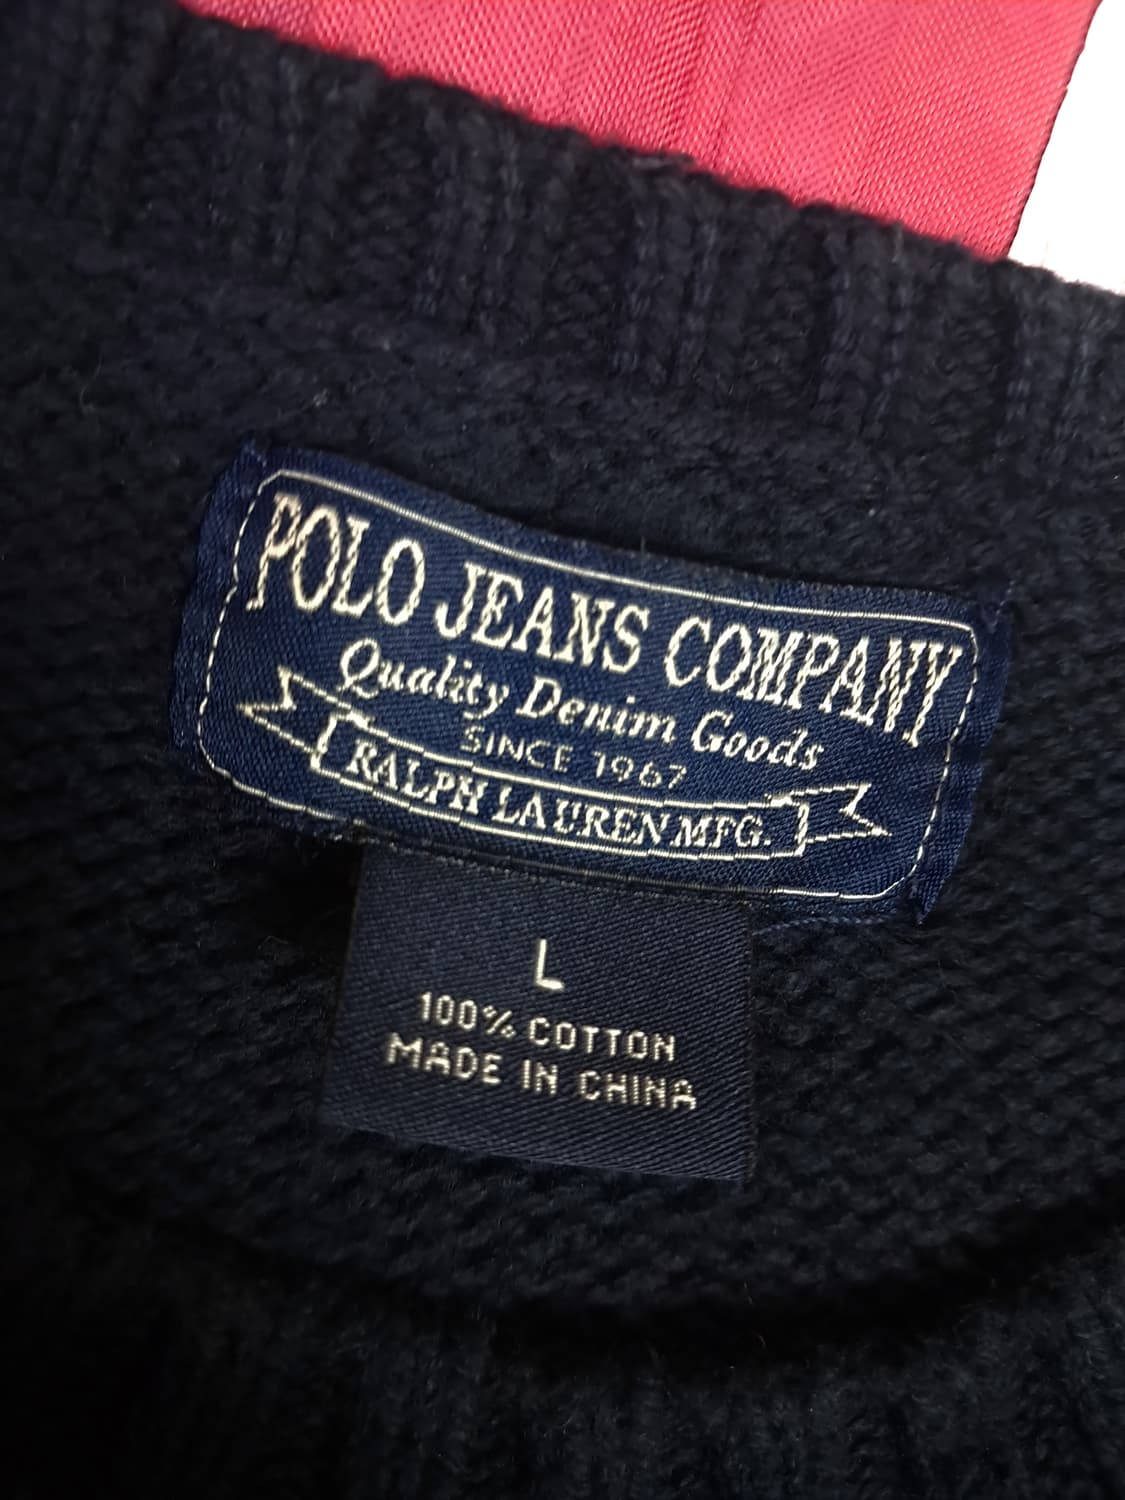 POLO JEANS COMPANY
Quality Denim Goods
SINCE 1967
RALPH LAUREN MFG.
L
100% COTTON
MADE IN CHINA